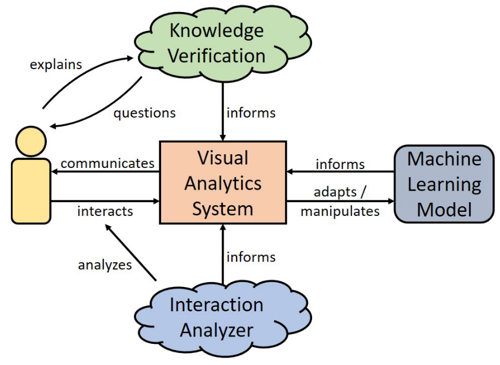 Knowledge
Verification
explains
questions
informs
communicates
Visual
Analytics
System
informs
Machine
Learning
Model
interacts
adapts /
manipulates
analyzes
informs
Interaction
Analyzer